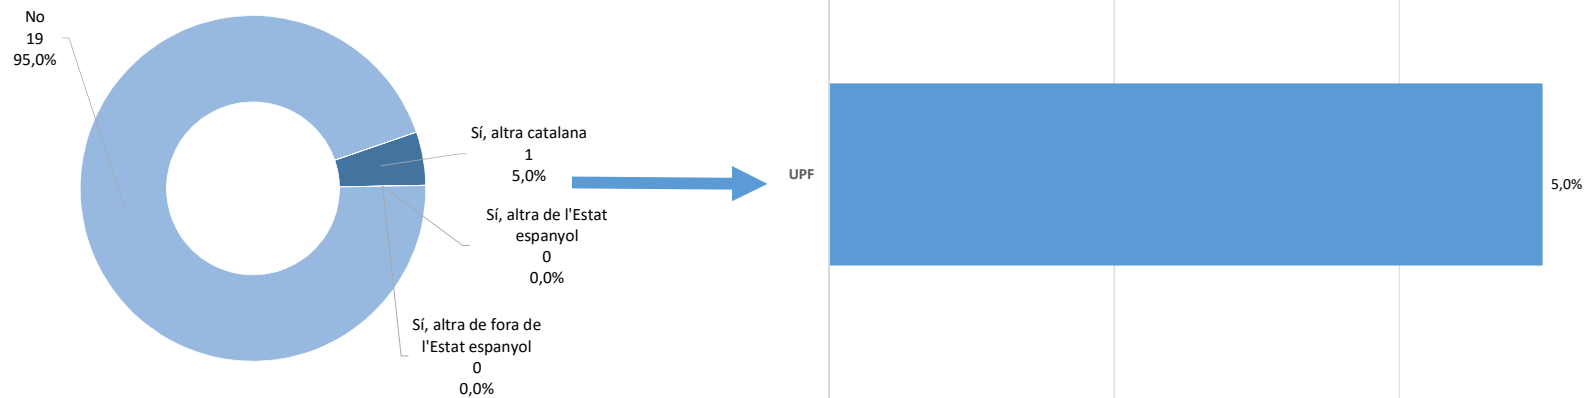 No
19
95,0%
Sí, altra catalana
1
5,0%
Sí, altra de l'Estat
espanyol
0
0,0%
Sí, altra de fora de
l'Estat espanyol
0
0,0%
UPF
5,0%